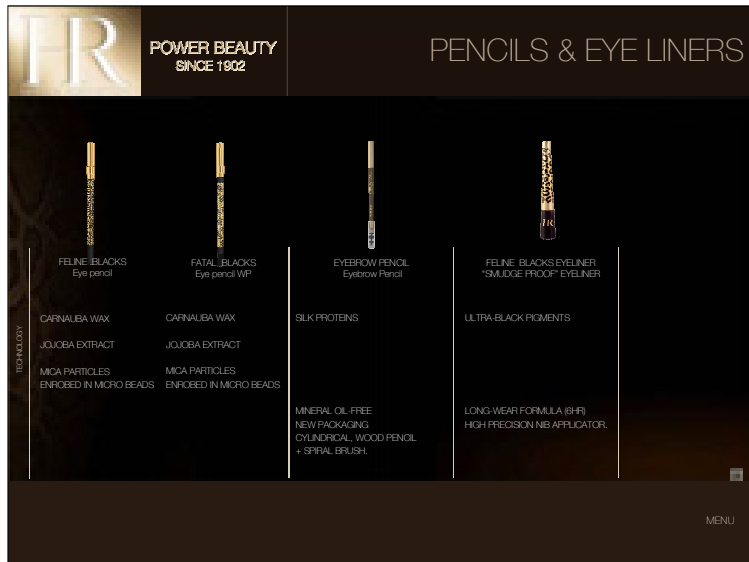 HR
POWER BEAUTY
SINCE 1902
PENCILS & EYE LINERS
FELINE BLACKS
Eye pencil
FATAL BLACKS
Eye pencil WP
EYEBROW PENCIL
Eyebrow Pencil
FELINE BLACKS EYELINER
"SMUDGE PROOF" EYELINER
TECHNOLOGY
CARNAUBA WAX
JOJOBA EXTRACT
MICA PARTICLES
ENROBED IN MICRO BEADS
CARNAUBA WAX
JOJOBA EXTRACT
MICA PARTICLES
ENROBED IN MICRO BEADS
SILK PROTEINS
MINERAL OIL-FREE
NEW PACKAGING
CYLINDRICAL, WOOD PENCIL
+ SPIRAL BRUSH.
ULTRA-BLACK PIGMENTS
LONG-WEAR FORMULA (6HR)
HIGH PRECISION NIB APPLICATOR.
HR
MENU